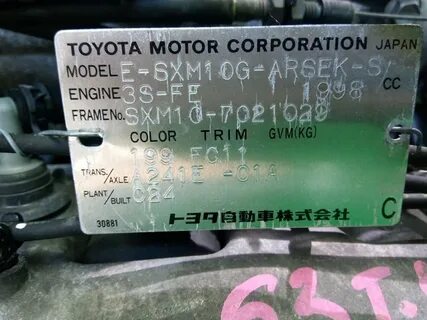 TOYOTA MOTOR CORPORATION JAPAN
MODEL E-SXM10G-ARSEK-S
ENGINE 3S-FE 1998 CC
FRAME No. SXM10-7021029
COLOR TRIM GVM(KG)
199 FC11
TRANS./AXLE A241E -01A
PLANT/BUILT C24
トヨタ自動車株式会社
30881
C